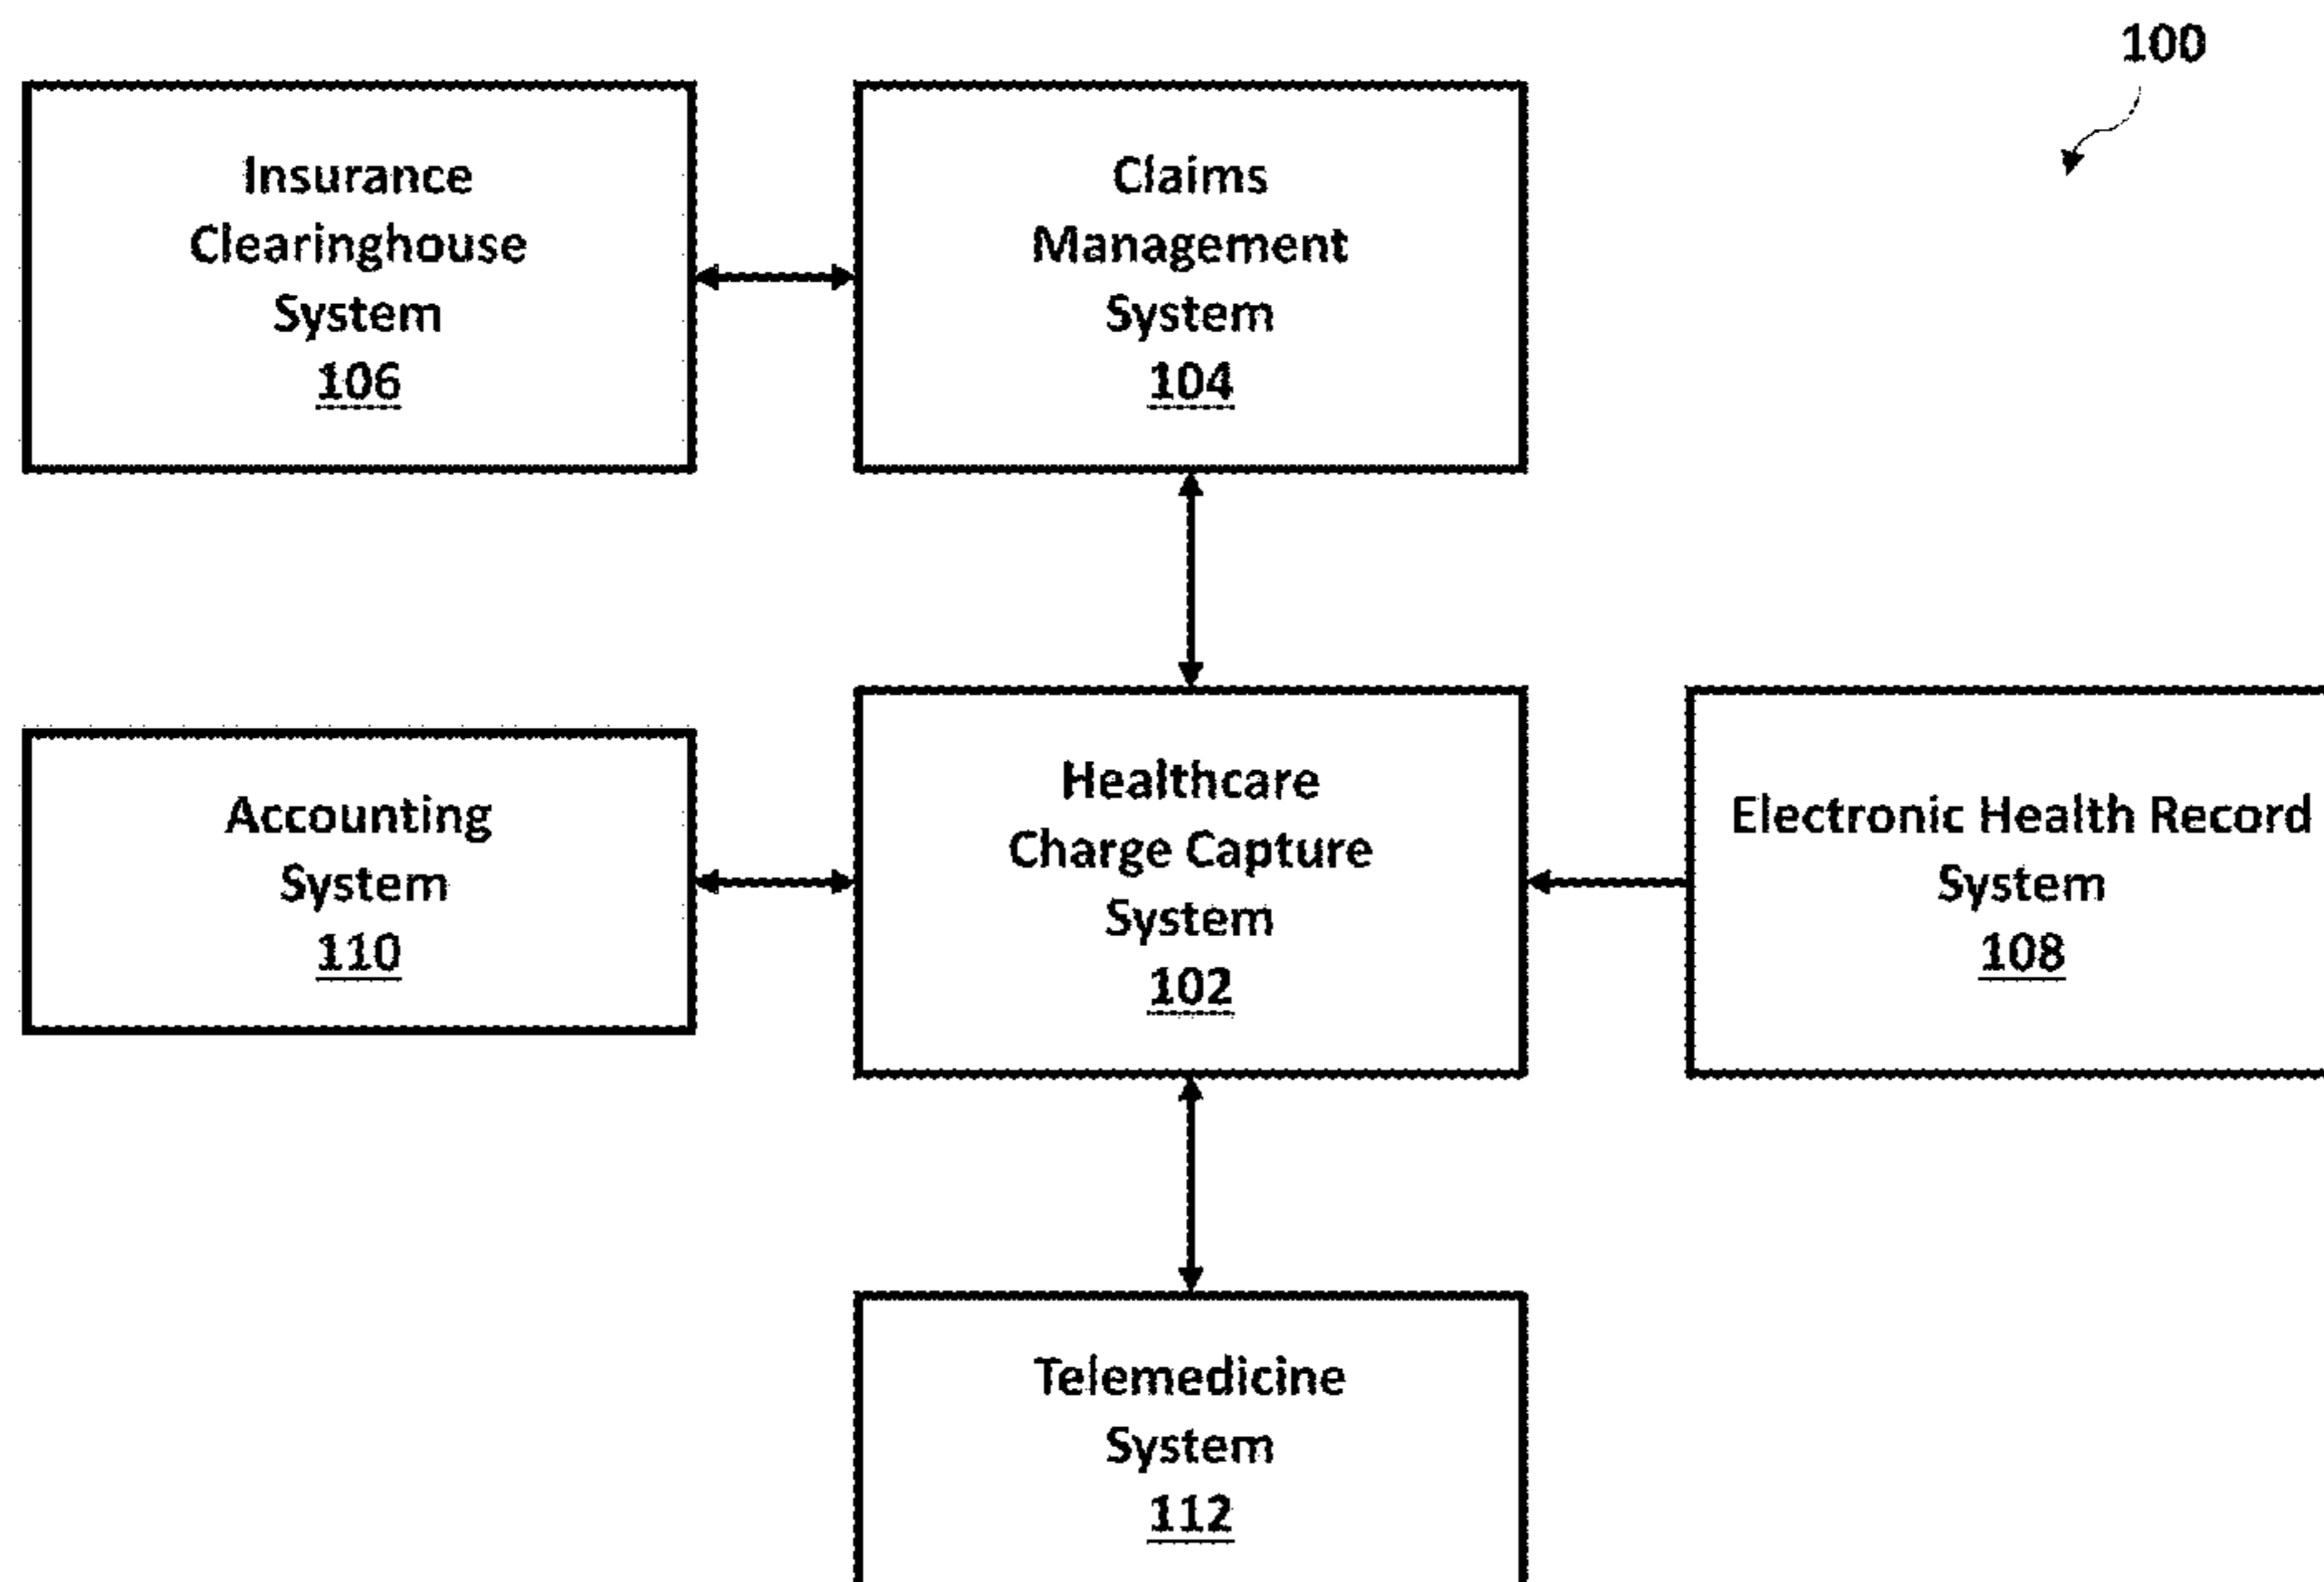 100
Insurance
Clearinghouse
System
106
Claims
Management
System
104
Accounting
System
110
Healthcare
Charge Capture
System
102
Electronic Health Record
System
108
Telemedicine
System
112